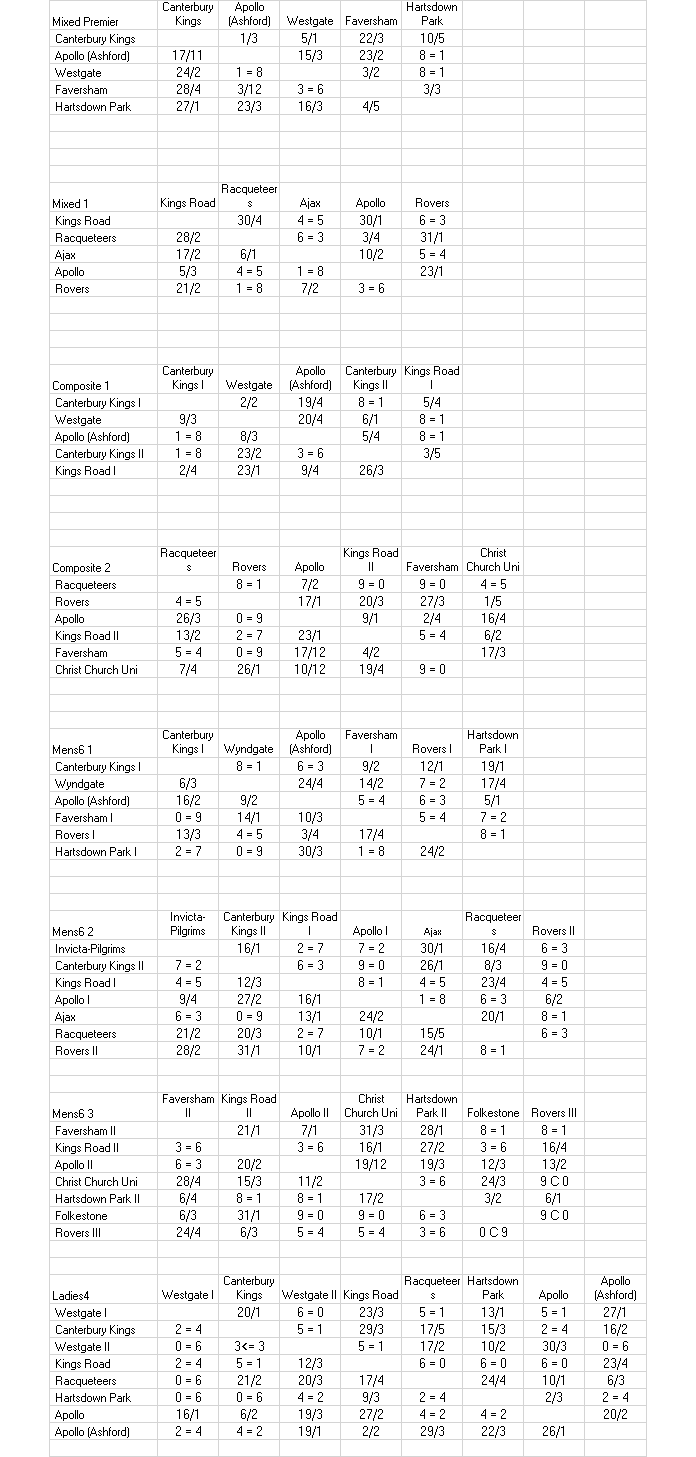 Mixed Premier Canterbury Kings Apollo (Ashford) Westgate Faversham Hartsdown Park
Canterbury Kings 1/3 5/1 22/3 10/5
Apollo (Ashford) 17/11 15/3 23/2 8 = 1
Westgate 24/2 1 = 8 3/2 8 = 1
Faversham 28/4 3/12 3 = 6 3/3
Hartsdown Park 27/1 23/3 16/3 4/5
Mixed 1 Kings Road Racqueteers Ajax Apollo Rovers
Kings Road 30/4 4 = 5 30/1 6 = 3
Racqueteers 28/2 6 = 3 3/4 31/1
Ajax 17/2 6/1 10/2 5 = 4
Apollo 5/3 4 = 5 1 = 8 23/1
Rovers 21/2 1 = 8 7/2 3 = 6
Composite 1 Canterbury Kings I Westgate Apollo (Ashford) Canterbury Kings II Kings Road I
Canterbury Kings I 2/2 19/4 8 = 1 5/4
Westgate 9/3 20/4 6/1 8 = 1
Apollo (Ashford) 1 = 8 8/3 5/4 8 = 1
Canterbury Kings II 1 = 8 23/2 3 = 6 3/5
Kings Road I 2/4 23/1 9/4 26/3
Composite 2 Racqueteers Rovers Apollo Kings Road II Faversham Christ Church Uni
Racqueteers 8 = 1 7/2 9 = 0 9 = 0 4 = 5
Rovers 4 = 5 17/1 20/3 27/3 1/5
Apollo 26/3 0 = 9 9/1 2/4 16/4
Kings Road II 13/2 2 = 7 23/1 5 = 4 6/2
Faversham 5 = 4 0 = 9 17/12 4/2 17/3
Christ Church Uni 7/4 26/1 10/12 19/4 9 = 0
Mens6 1 Canterbury Kings I Wyndgate Apollo (Ashford) Faversham I Rovers I Hartsdown Park I
Canterbury Kings I 8 = 1 6 = 3 9/2 12/1 19/1
Wyndgate 6/3 24/4 14/2 7 = 2 17/4
Apollo (Ashford) 16/2 9/2 5 = 4 6 = 3 5/1
Faversham I 0 = 9 14/1 10/3 5 = 4 7 = 2
Rovers I 13/3 4 = 5 3/4 17/4 8 = 1
Hartsdown Park I 2 = 7 0 = 9 30/3 1 = 8 24/2
Mens6 2 Invicta-Pilgrims Canterbury Kings II Kings Road I Apollo I Ajax Racqueteers Rovers II
Invicta-Pilgrims 16/1 2 = 7 7 = 2 30/1 16/4 6 = 3
Canterbury Kings II 7 = 2 6 = 3 9 = 0 26/1 8/3 9 = 0
Kings Road I 4 = 5 12/3 8 = 1 4 = 5 23/4 4 = 5
Apollo I 9/4 27/2 16/1 1 = 8 6 = 3 6/2
Ajax 6 = 3 0 = 9 13/1 24/2 20/1 8 = 1
Racqueteers 21/2 20/3 2 = 7 10/1 15/5 6 = 3
Rovers II 28/2 31/1 10/1 7 = 2 24/1 8 = 1
Mens6 3 Faversham II Kings Road II Apollo II Christ Church Uni Hartsdown Park II Folkestone Rovers III
Faversham II 21/1 7/1 31/3 28/1 8 = 1 8 = 1
Kings Road II 3 = 6 3 = 6 16/1 27/2 3 = 6 16/4
Apollo II 6 = 3 20/2 19/12 19/3 12/3 13/2
Christ Church Uni 28/4 15/3 11/2 3 = 6 24/3 9 C 0
Hartsdown Park II 6/4 8 = 1 8 = 1 17/2 3/2 6/1
Folkestone 6/3 31/1 9 = 0 9 = 0 6 = 3 9 C 0
Rovers III 24/4 6/3 5 = 4 5 = 4 3 = 6 0 C 9
Ladies4 Westgate I Canterbury Kings Westgate II Kings Road Racqueteers Hartsdown Park Apollo Apollo (Ashford)
Westgate I 20/1 6 = 0 23/3 5 = 1 13/1 5 = 1 27/1
Canterbury Kings 2 = 4 5 = 1 29/3 17/5 15/3 2 = 4 16/2
Westgate II 0 = 6 3<= 3 5 = 1 17/2 10/2 30/3 0 = 6
Kings Road 2 = 4 5 = 1 12/3 6 = 0 6 = 0 6 = 0 23/4
Racqueteers 0 = 6 21/2 20/3 17/4 24/4 10/1 6/3
Hartsdown Park 0 = 6 0 = 6 4 = 2 9/3 2 = 4 2/3 2 = 4
Apollo 16/1 6/2 19/3 27/2 4 = 2 4 = 2 20/2
Apollo (Ashford) 2 = 4 4 = 2 19/1 2/2 29/3 22/3 26/1